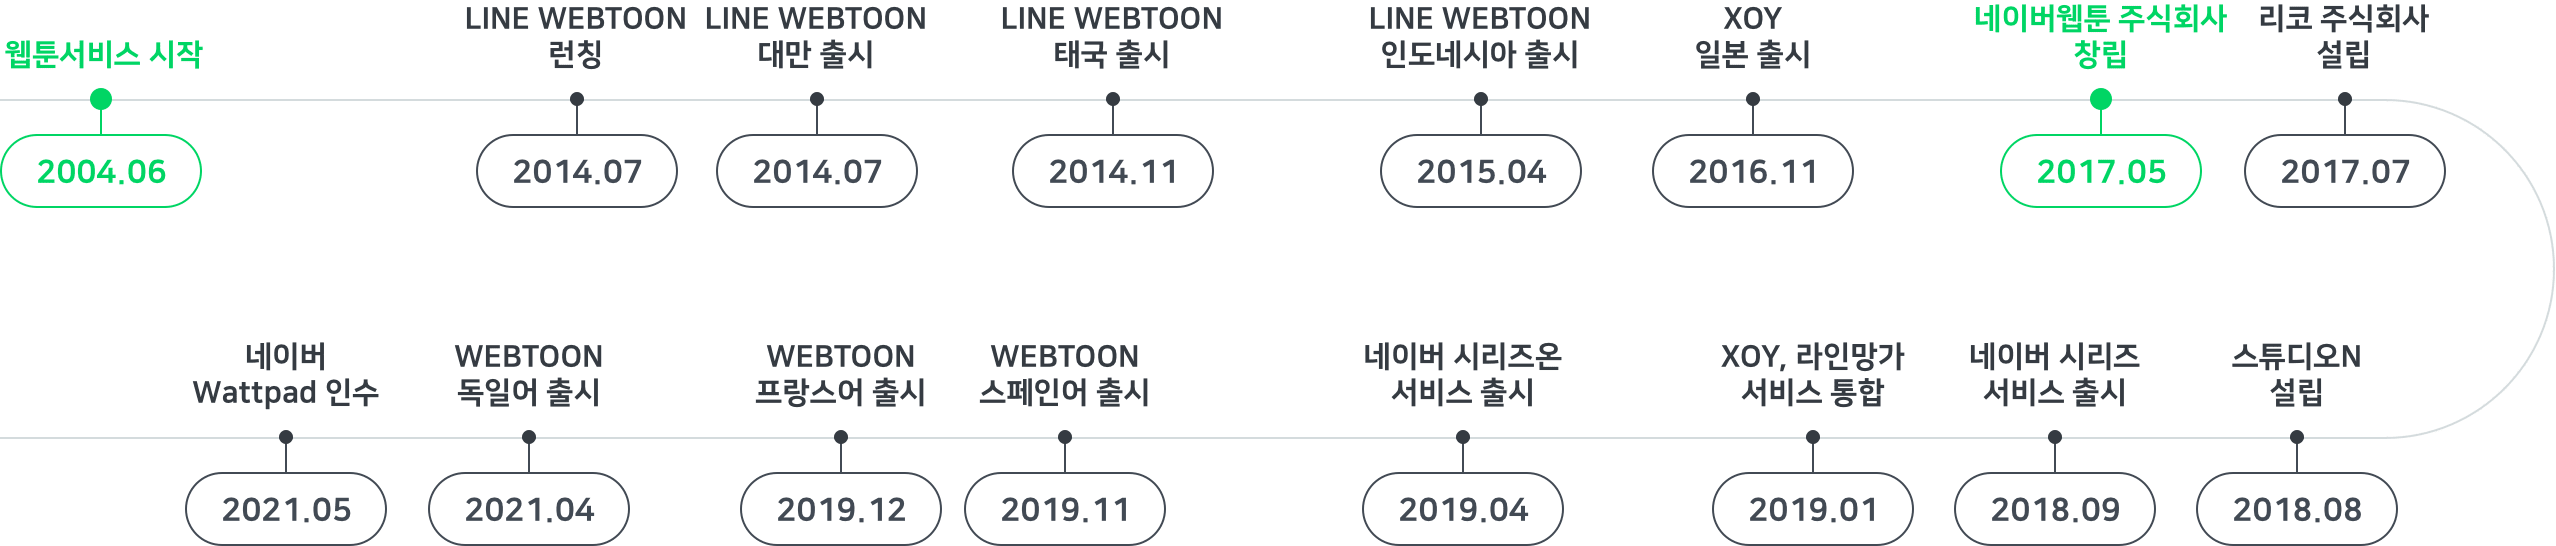 웹툰서비스 시작
2004.06
LINE WEBTOON
런칭
2014.07
LINE WEBTOON
대만 출시
2014.07
LINE WEBTOON
태국 출시
2014.11
LINE WEBTOON
인도네시아 출시
2015.04
XOY
일본 출시
2016.11
네이버웹툰 주식회사
창립
2017.05
리코 주식회사
설립
2017.07
스튜디오N
설립
2018.08
네이버 시리즈
서비스 출시
2018.09
XOY, 라인망가
서비스 통합
2019.01
네이버 시리즈온
서비스 출시
2019.04
WEBTOON
스페인어 출시
2019.11
WEBTOON
프랑스어 출시
2019.12
WEBTOON
독일어 출시
2021.04
네이버
Wattpad 인수
2021.05